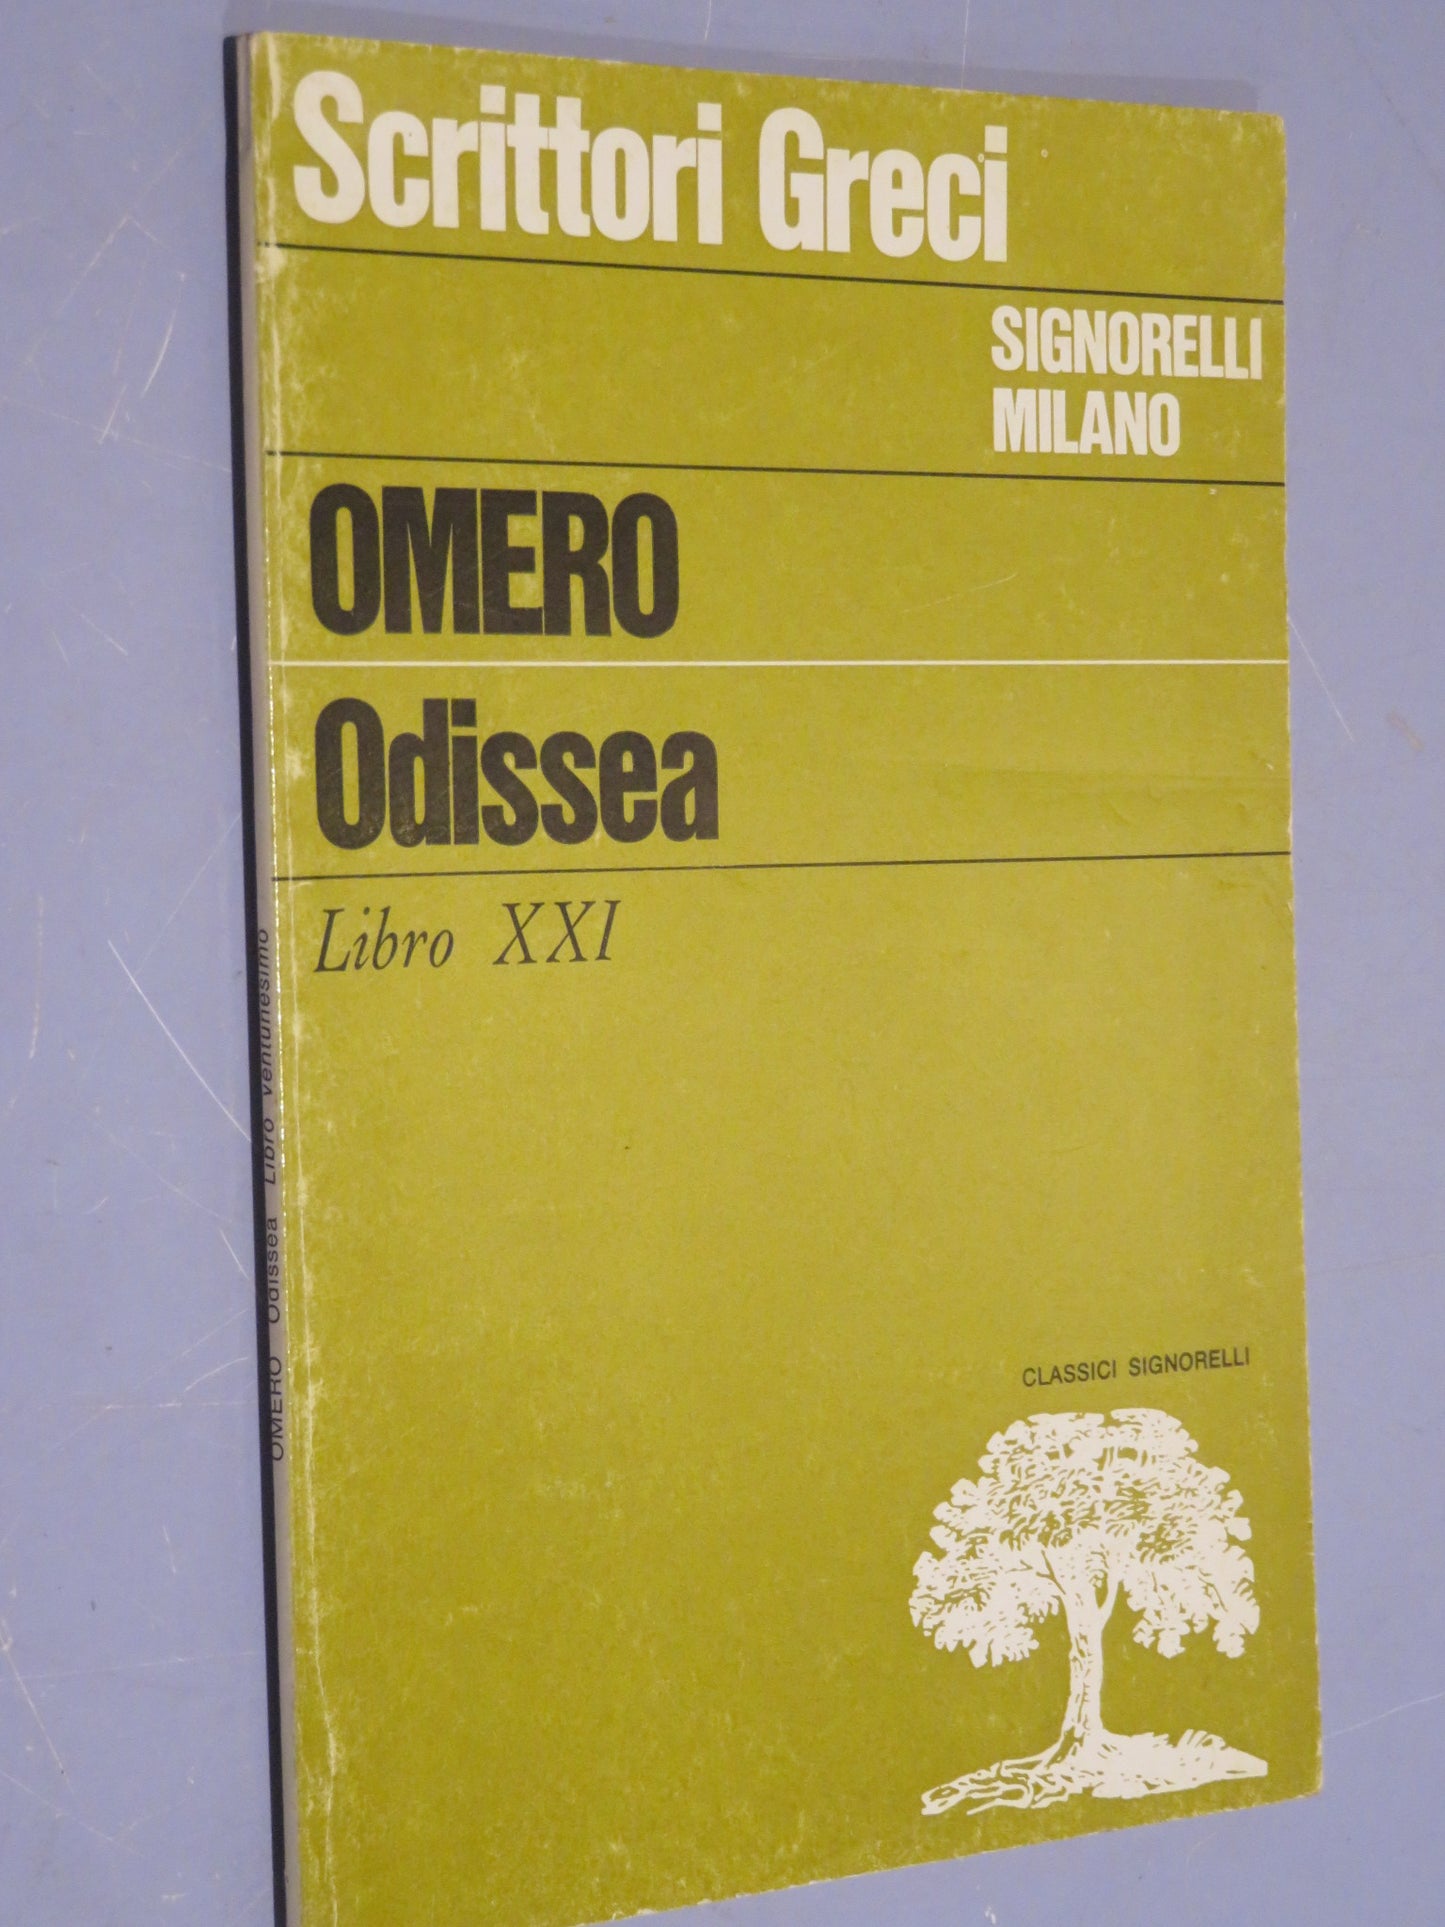 Scrittori Greci
SIGNORELLI
MILANO
OMERO
Odissea
Libro XXI
CLASSICI SIGNORELLI
OMERO Odissea Libro ventunesimo